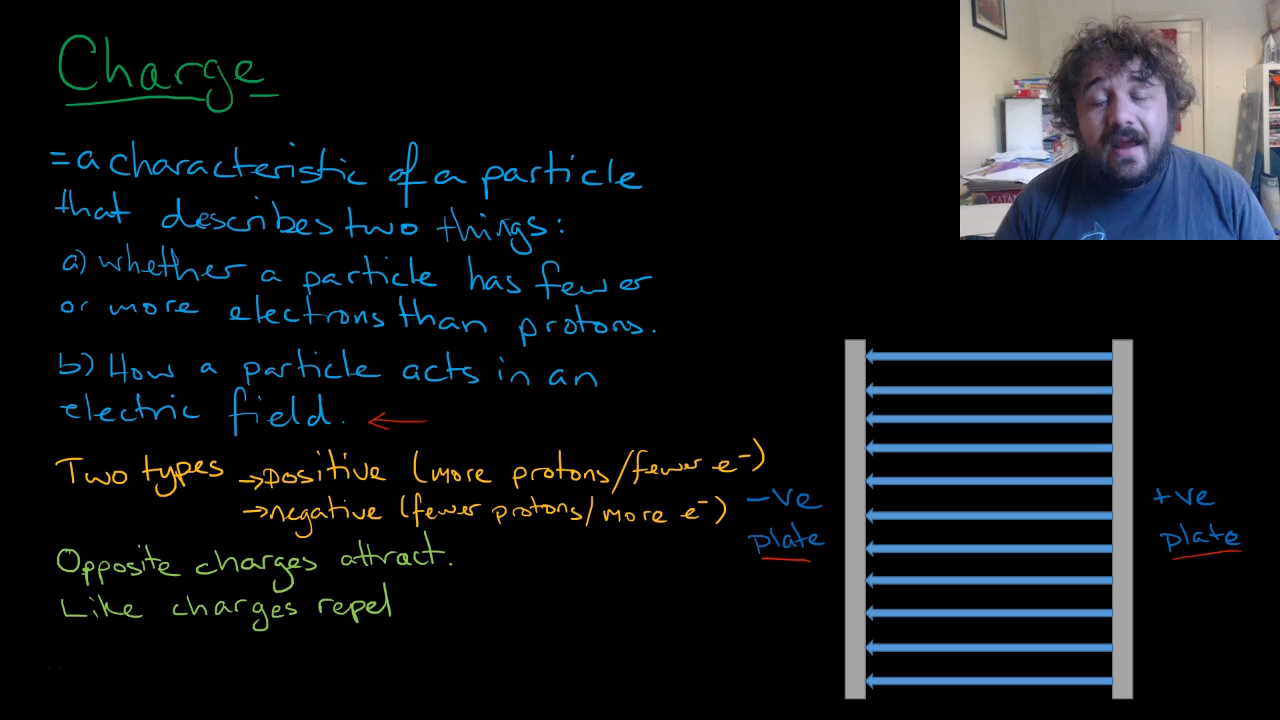 Charge
= a characteristic of a particle
that describes two things:
a) whether a particle has fewer
or more electrons than protons.
b) How a particle acts in an
electric field. ←
Two types → positive (more protons/fewer e⁻)
→ negative (fewer protons/more e⁻)
Opposite charges attract.
Like charges repel
-ve
plate
+ve
plate
CATAN